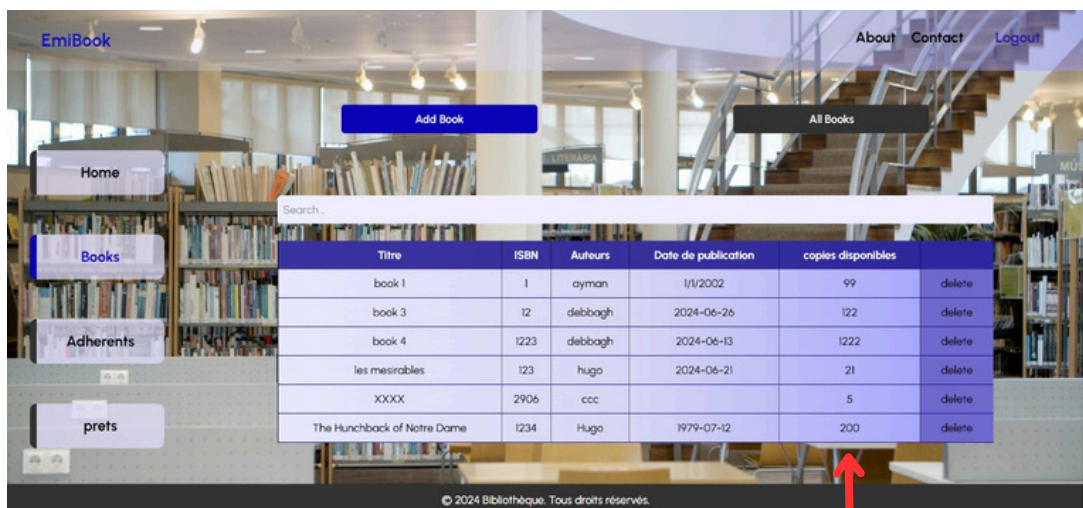 EmiBook About Contact Logout
Add Book All Books
LITERÁRIA
MÚS
Home
Search ..
Books
Titre ISBN Auteurs Date de publication copies disponibles
book 1 1 ayman 1/1/2002 99 delete
book 3 12 debbagh 2024-06-26 122 delete
Adherents
book 4 1223 debbagh 2024-06-13 1222 delete
les mesirables 123 hugo 2024-06-21 21 delete
XXXX 2906 ccc 5 delete
prets
The Hunchback of Notre Dame 1234 Hugo 1979-07-12 200 delete
© 2024 Bibliothèque. Tous droits réservés.